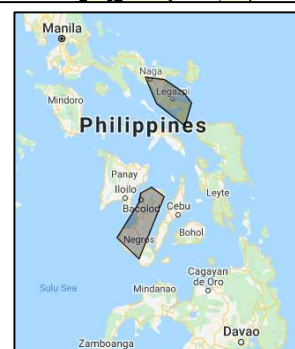 Manila
Naga
Mindoro
Legazpi
Philippines
Panay
Iloilo
Bacolod
Cebu
Leyte
Negros
Bohol
Cagayan
de Oro
Sulu Sea
Mindanao
Davao
Zamboanga